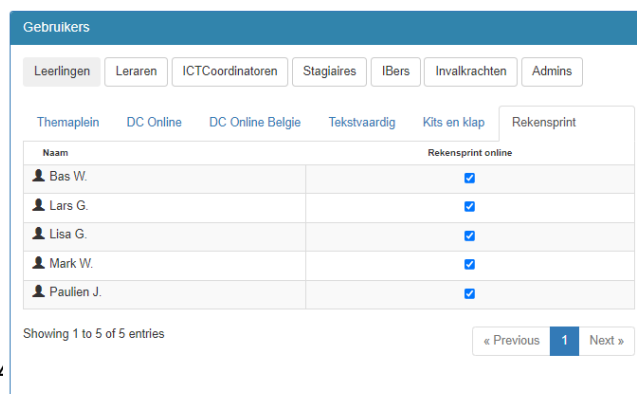 Gebruikers
Leerlingen Leraren ICTCoordinatoren Stagiaires IBers Invalkrachten Admins
Themaplein DC Online DC Online Belgie Tekstvaardig Kits en klap Rekensprint
Naam Rekensprint online
Bas W.
Lars G.
Lisa G.
Mark W.
Paulien J.
Showing 1 to 5 of 5 entries
« Previous 1 Next »